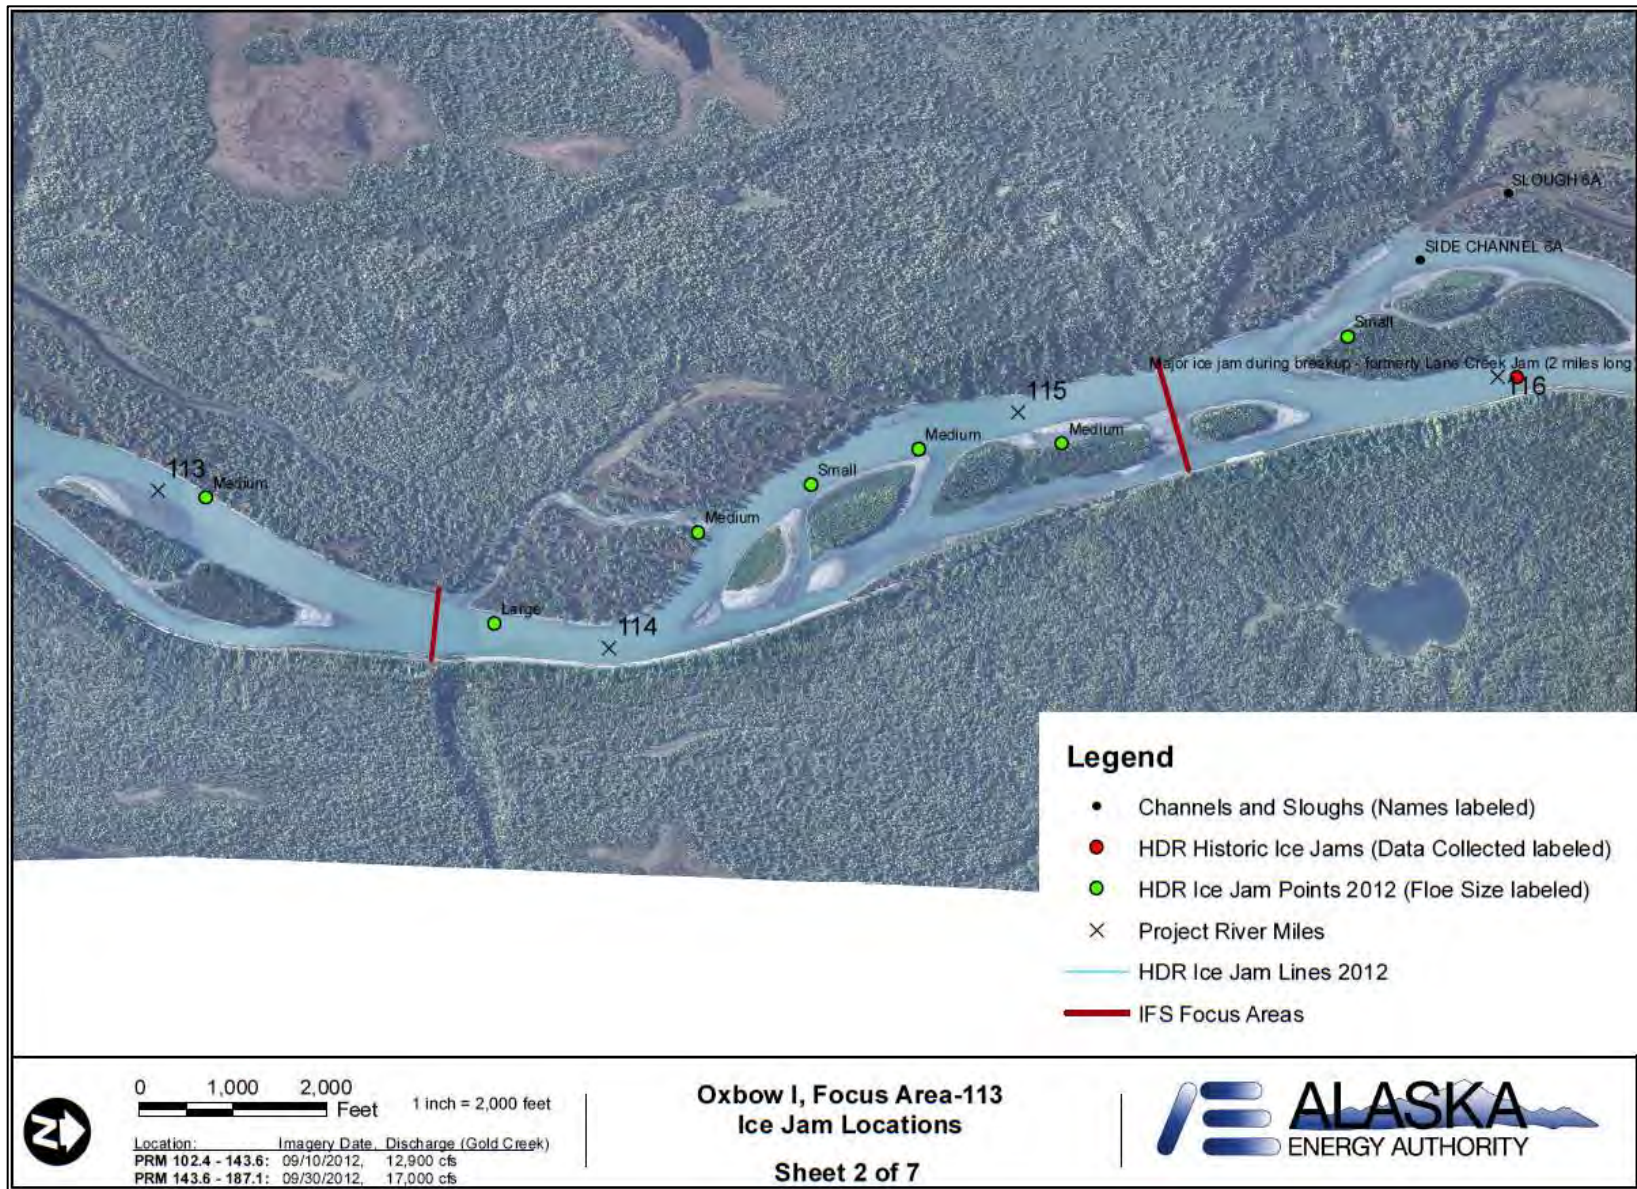 SLOUGH 6A
SIDE CHANNEL 6A
Small
Major ice jam during breakup - formerly Lane Creek Jam (2 miles long
116
115
Medium
Medium
113
Medium
Small
Medium
Large
114
Legend
Channels and Sloughs (Names labeled)
HDR Historic Ice Jams (Data Collected labeled)
HDR Ice Jam Points 2012 (Floe Size labeled)
Project River Miles
HDR Ice Jam Lines 2012
IFS Focus Areas
N
0 1,000 2,000
Feet 1 inch = 2,000 feet
Location: Imagery Date, Discharge (Gold Creek)
PRM 102.4 - 143.6: 09/10/2012, 12,900 cfs
PRM 143.6 - 187.1: 09/30/2012, 17,000 cfs
Oxbow I, Focus Area-113
Ice Jam Locations
Sheet 2 of 7
ALASKA
ENERGY AUTHORITY